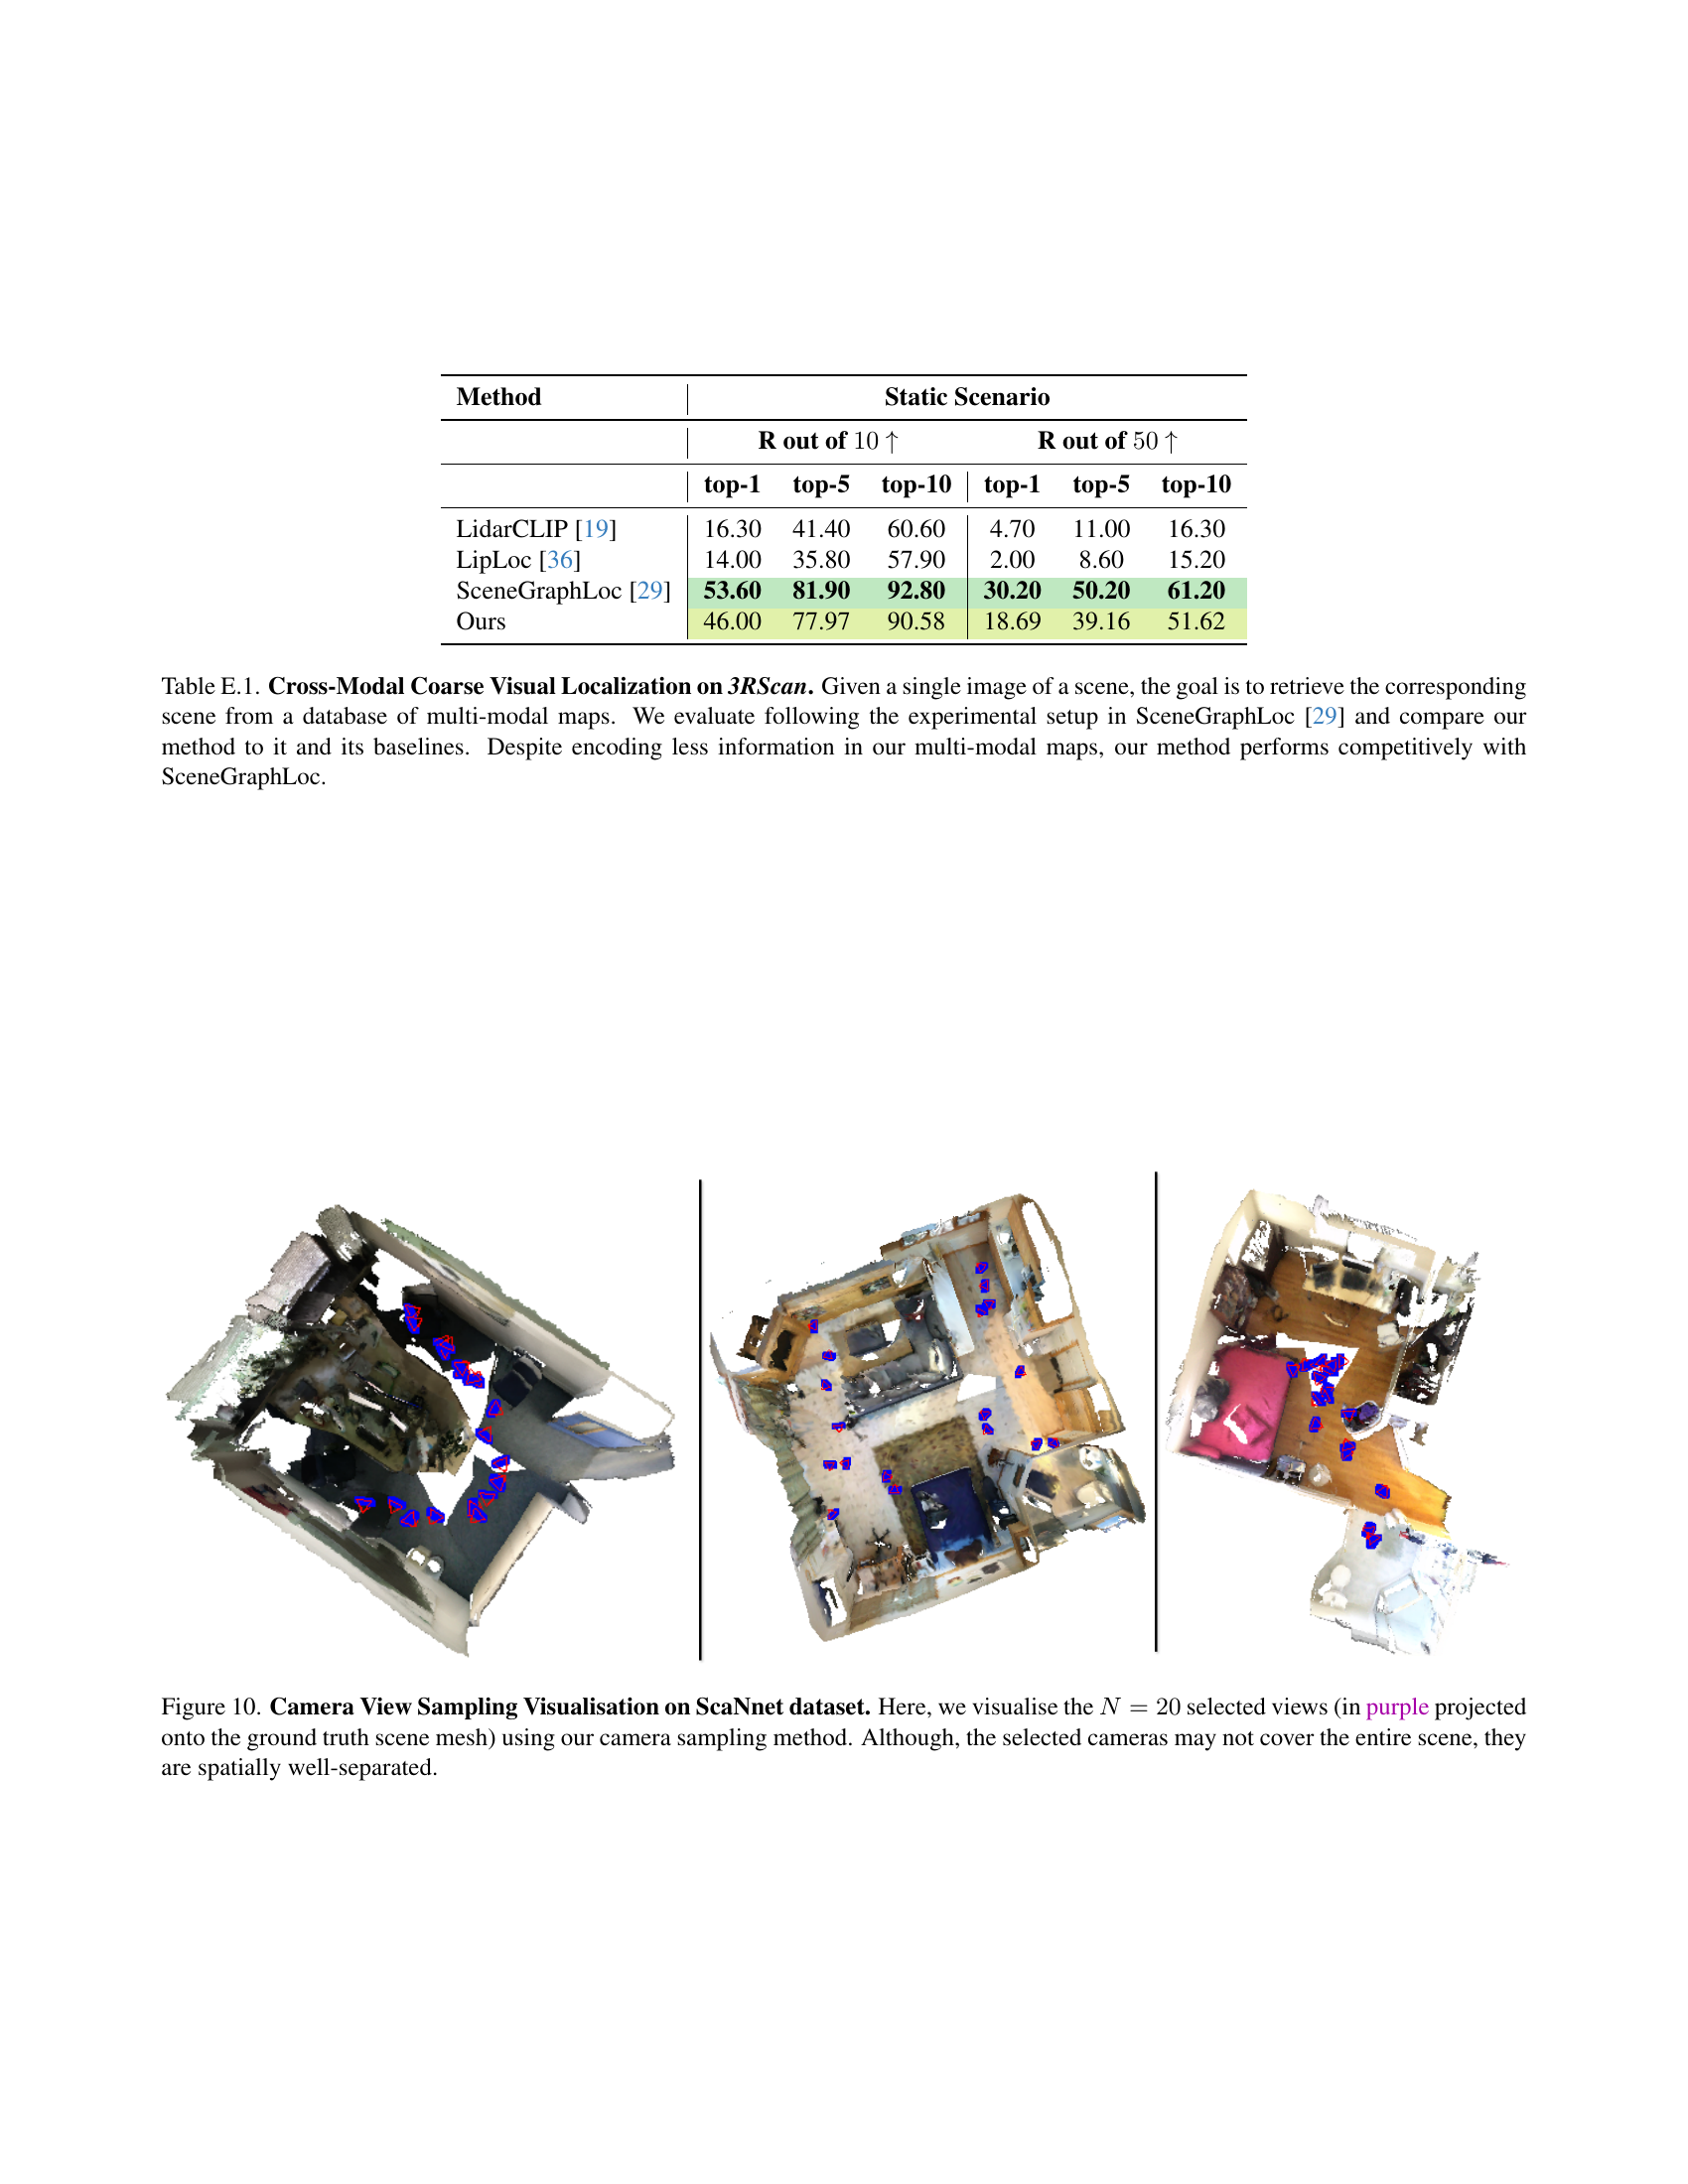 Method Static Scenario
R out of 10 ↑ R out of 50 ↑
top-1 top-5 top-10 top-1 top-5 top-10
LidarCLIP [19] 16.30 41.40 60.60 4.70 11.00 16.30
LipLoc [36] 14.00 35.80 57.90 2.00 8.60 15.20
SceneGraphLoc [29] 53.60 81.90 92.80 30.20 50.20 61.20
Ours 46.00 77.97 90.58 18.69 39.16 51.62
Table E.1. Cross-Modal Coarse Visual Localization on 3RScan. Given a single image of a scene, the goal is to retrieve the corresponding
scene from a database of multi-modal maps. We evaluate following the experimental setup in SceneGraphLoc [29] and compare our
method to it and its baselines. Despite encoding less information in our multi-modal maps, our method performs competitively with
SceneGraphLoc.
Figure 10. Camera View Sampling Visualisation on ScaNnet dataset. Here, we visualise the N = 20 selected views (in purple projected
onto the ground truth scene mesh) using our camera sampling method. Although, the selected cameras may not cover the entire scene, they
are spatially well-separated.